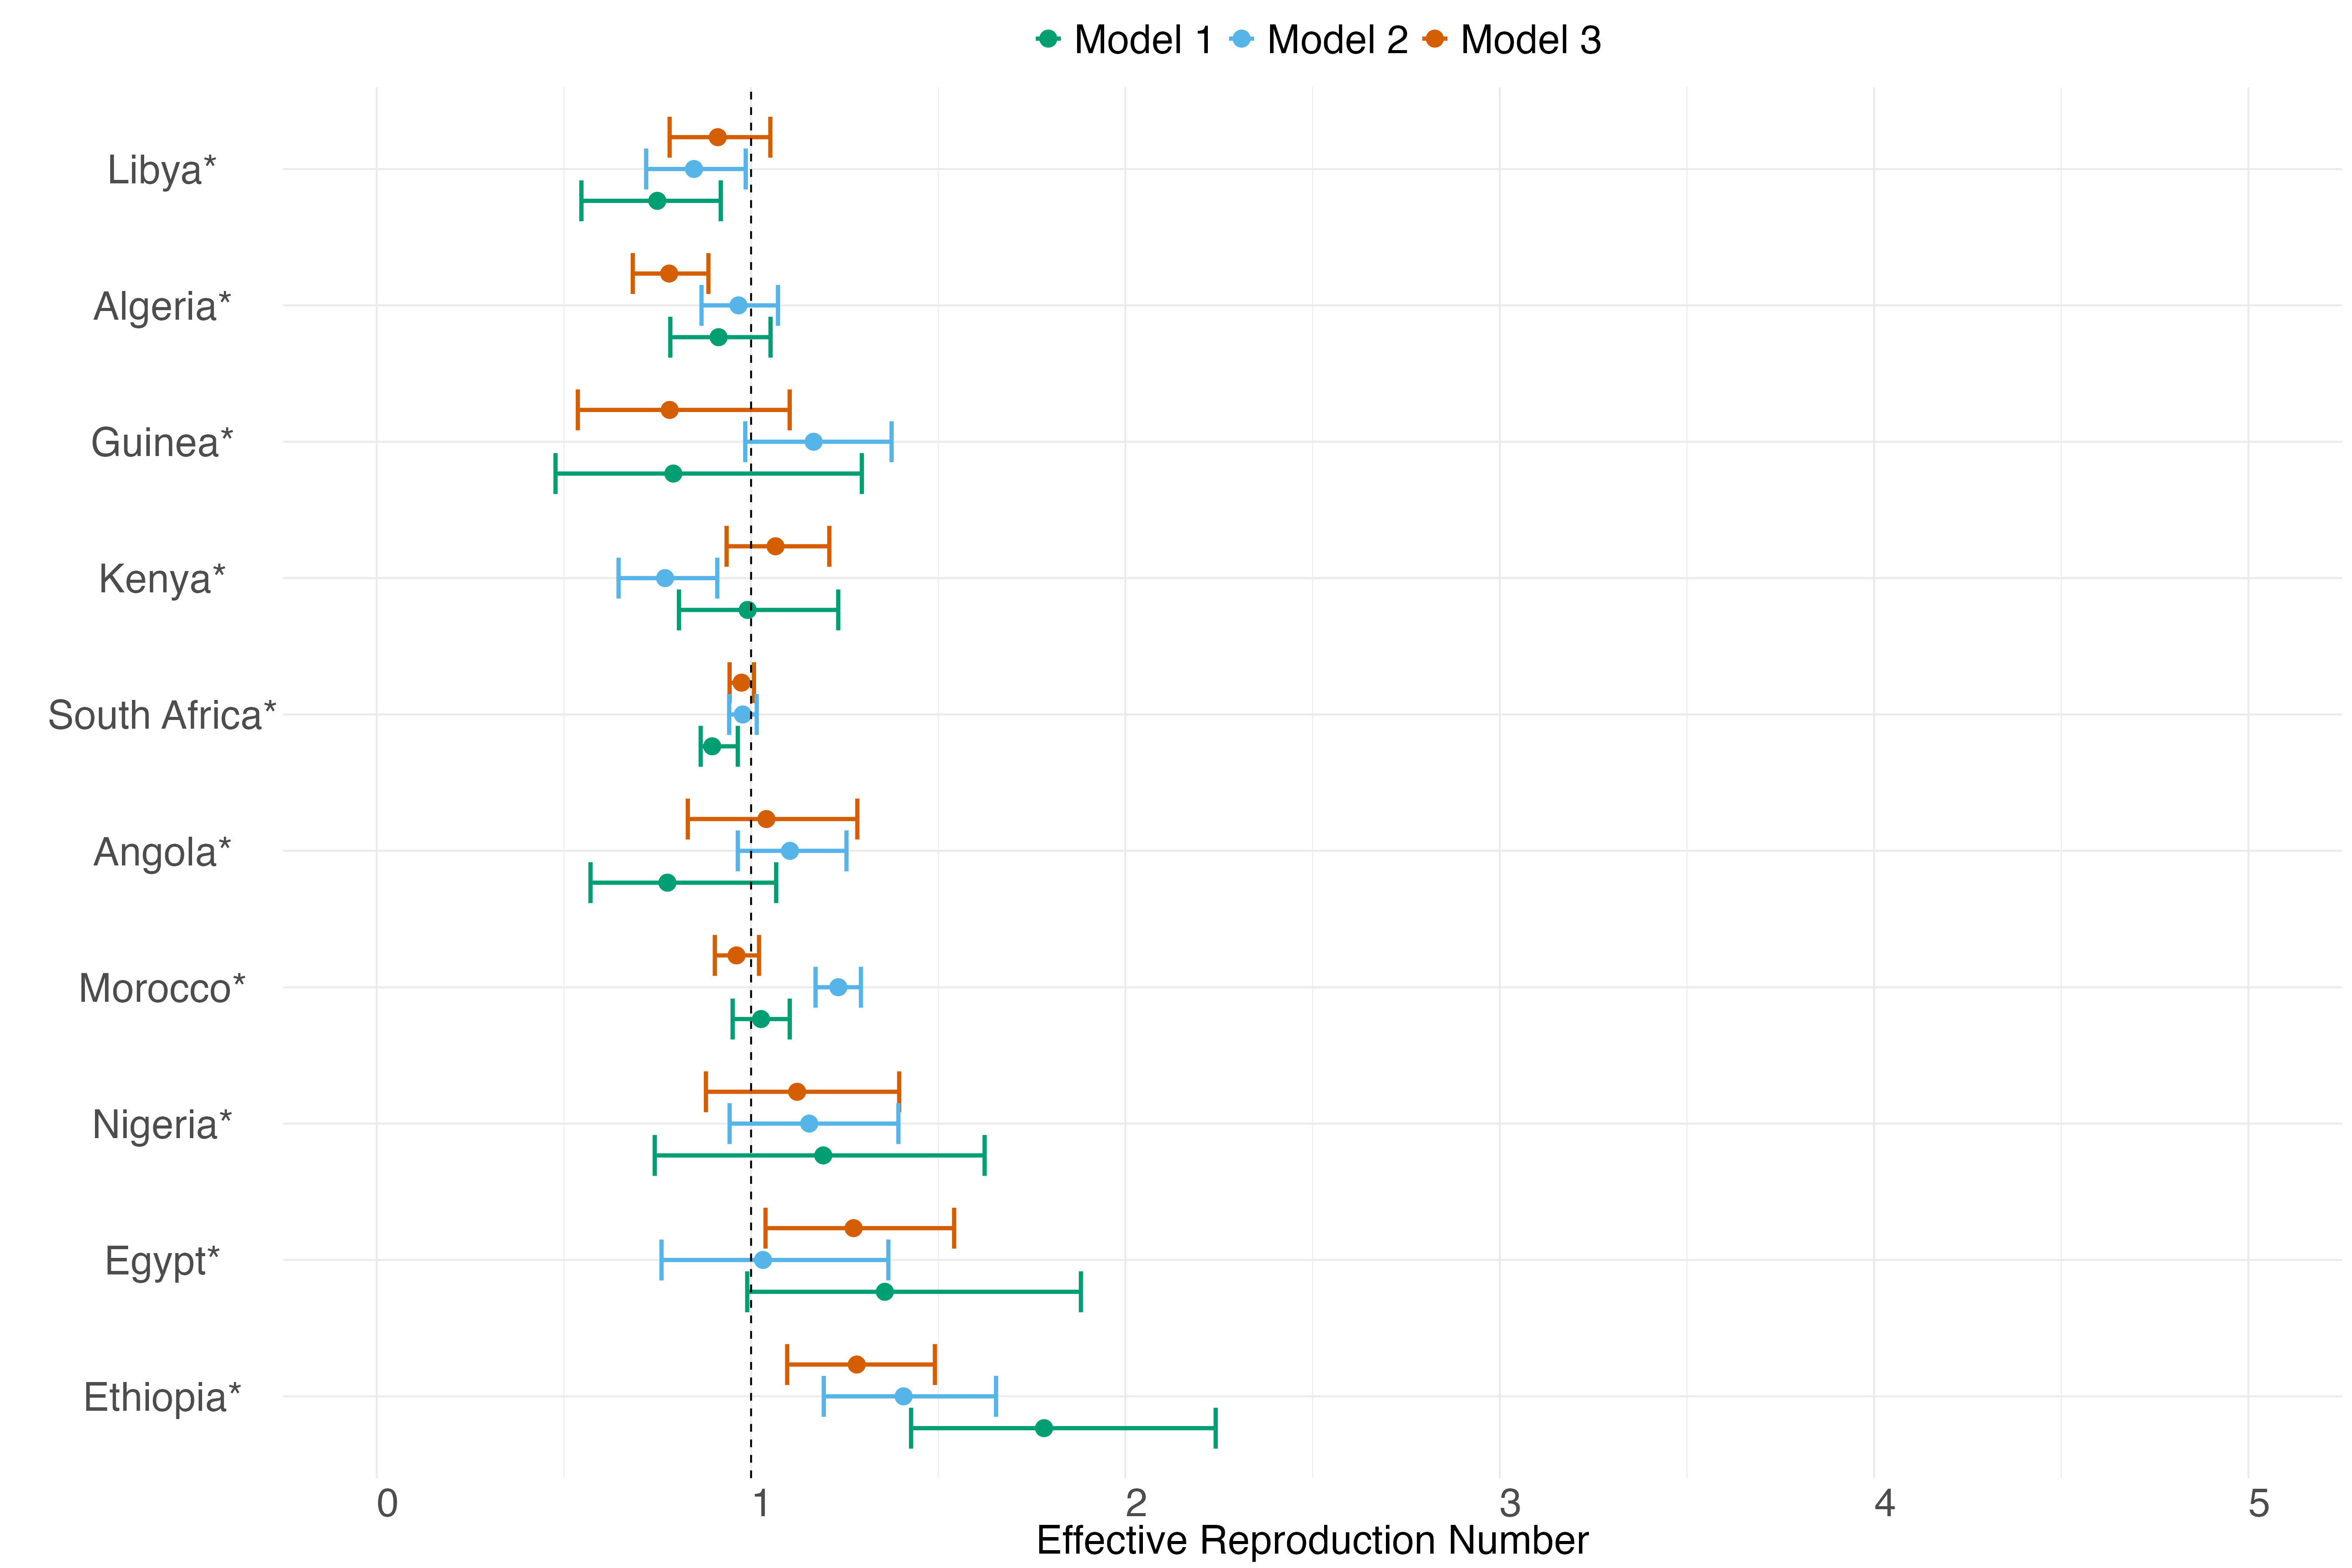 Model 1 Model 2 Model 3
Libya*
Algeria*
Guinea*
Kenya*
South Africa*
Angola*
Morocco*
Nigeria*
Egypt*
Ethiopia*
0 1 2 3 4 5
Effective Reproduction Number